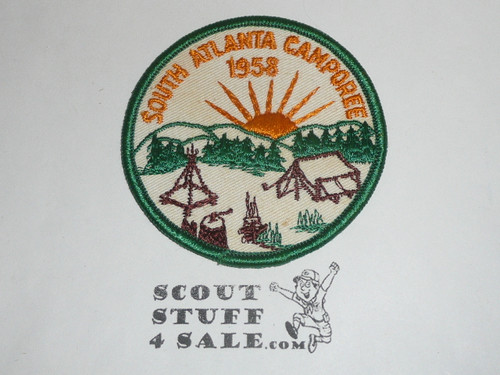 SOUTH ATLANTA CAMPOREE
1958
SCOUT
STUFF
4 SALE.COM